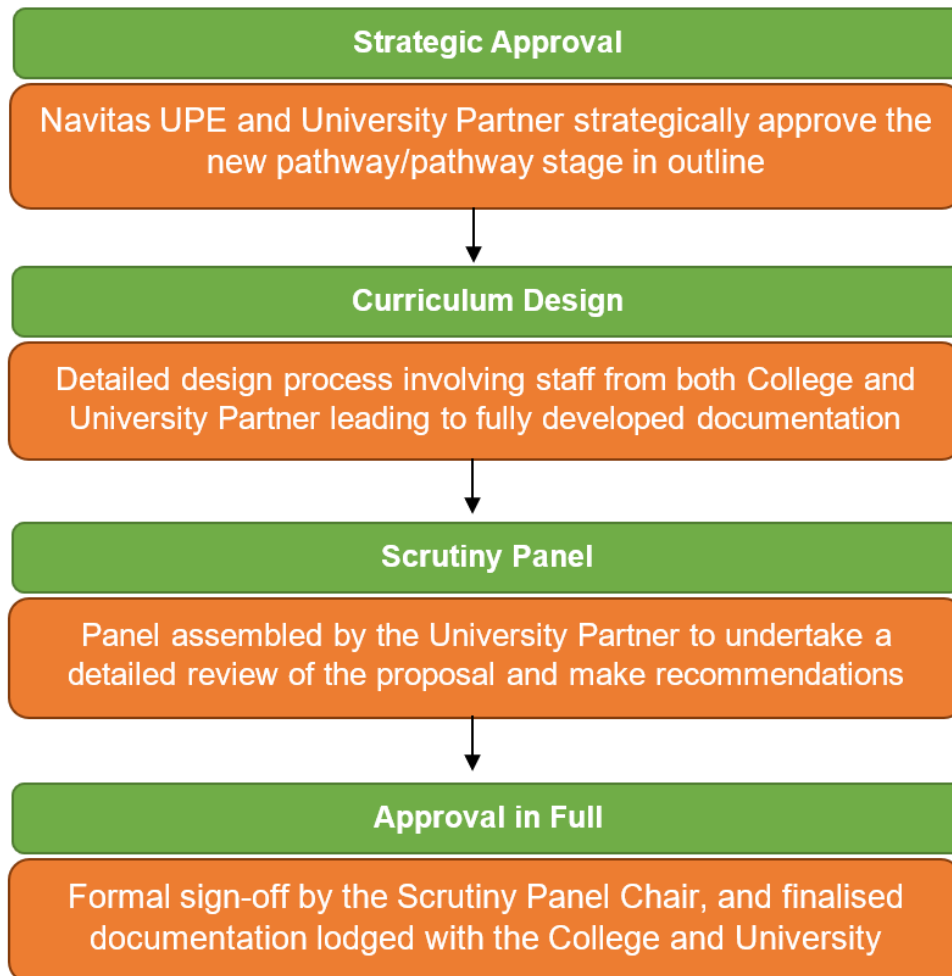 Strategic Approval
Navitas UPE and University Partner strategically approve the
new pathway/pathway stage in outline
Curriculum Design
Detailed design process involving staff from both College and
University Partner leading to fully developed documentation
Scrutiny Panel
Panel assembled by the University Partner to undertake a
detailed review of the proposal and make recommendations
Approval in Full
Formal sign-off by the Scrutiny Panel Chair, and finalised
documentation lodged with the College and University